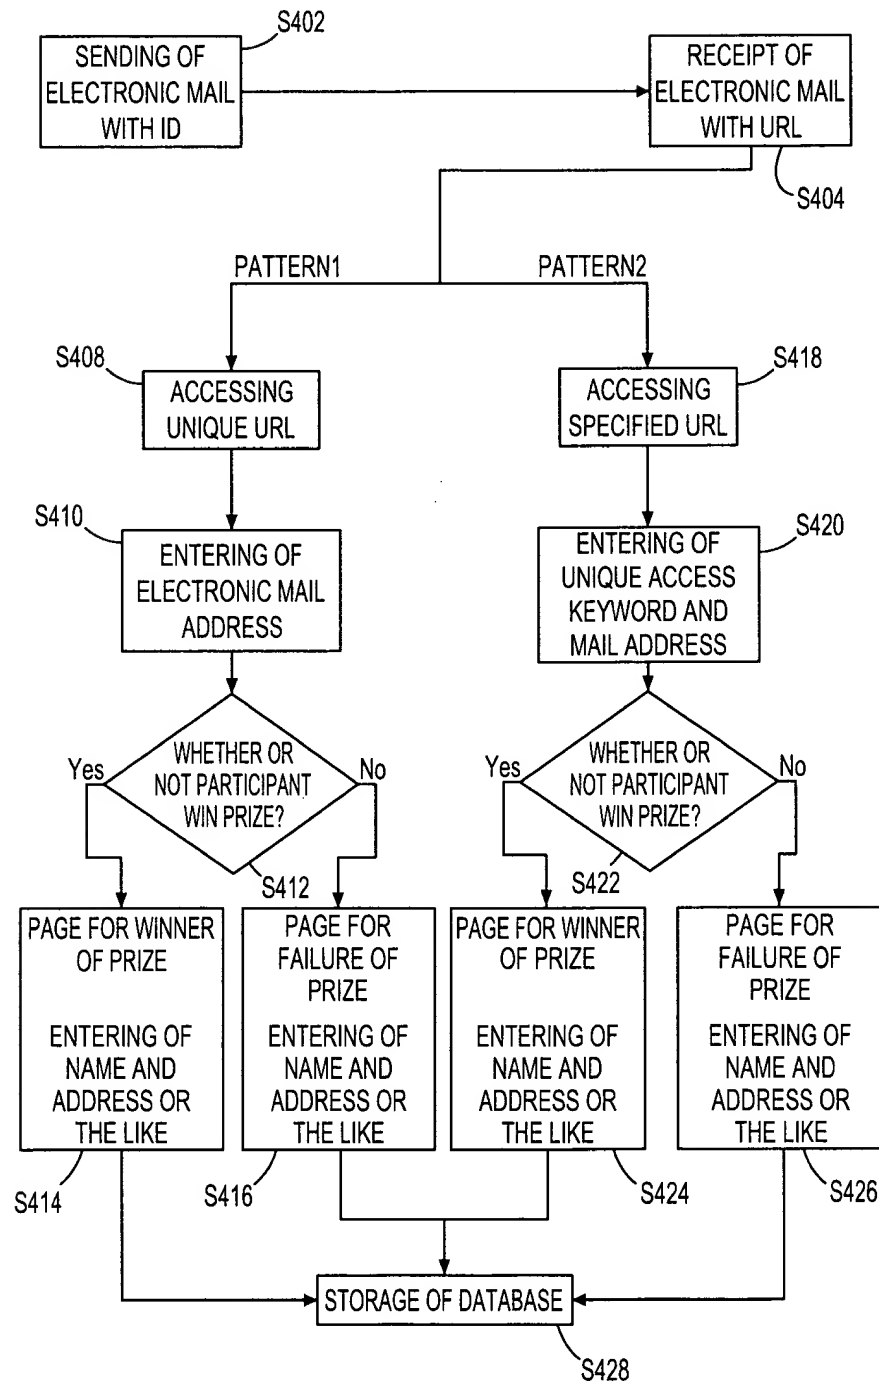 S402
SENDING OF
ELECTRONIC MAIL
WITH ID
RECEIPT OF
ELECTRONIC MAIL
WITH URL
S404
PATTERN1
PATTERN2
S408
ACCESSING
UNIQUE URL
S418
ACCESSING
SPECIFIED URL
S410
ENTERING OF
ELECTRONIC MAIL
ADDRESS
S420
ENTERING OF
UNIQUE ACCESS
KEYWORD AND
MAIL ADDRESS
Yes
WHETHER OR
NOT PARTICIPANT
WIN PRIZE?
No
S412
Yes
WHETHER OR
NOT PARTICIPANT
WIN PRIZE?
No
S422
PAGE FOR WINNER
OF PRIZE
ENTERING OF
NAME AND
ADDRESS OR
THE LIKE
S414
PAGE FOR
FAILURE OF
PRIZE
ENTERING OF
NAME AND
ADDRESS OR
THE LIKE
S416
PAGE FOR WINNER
OF PRIZE
ENTERING OF
NAME AND
ADDRESS OR
THE LIKE
S424
PAGE FOR
FAILURE OF
PRIZE
ENTERING OF
NAME AND
ADDRESS OR
THE LIKE
S426
STORAGE OF DATABASE
S428